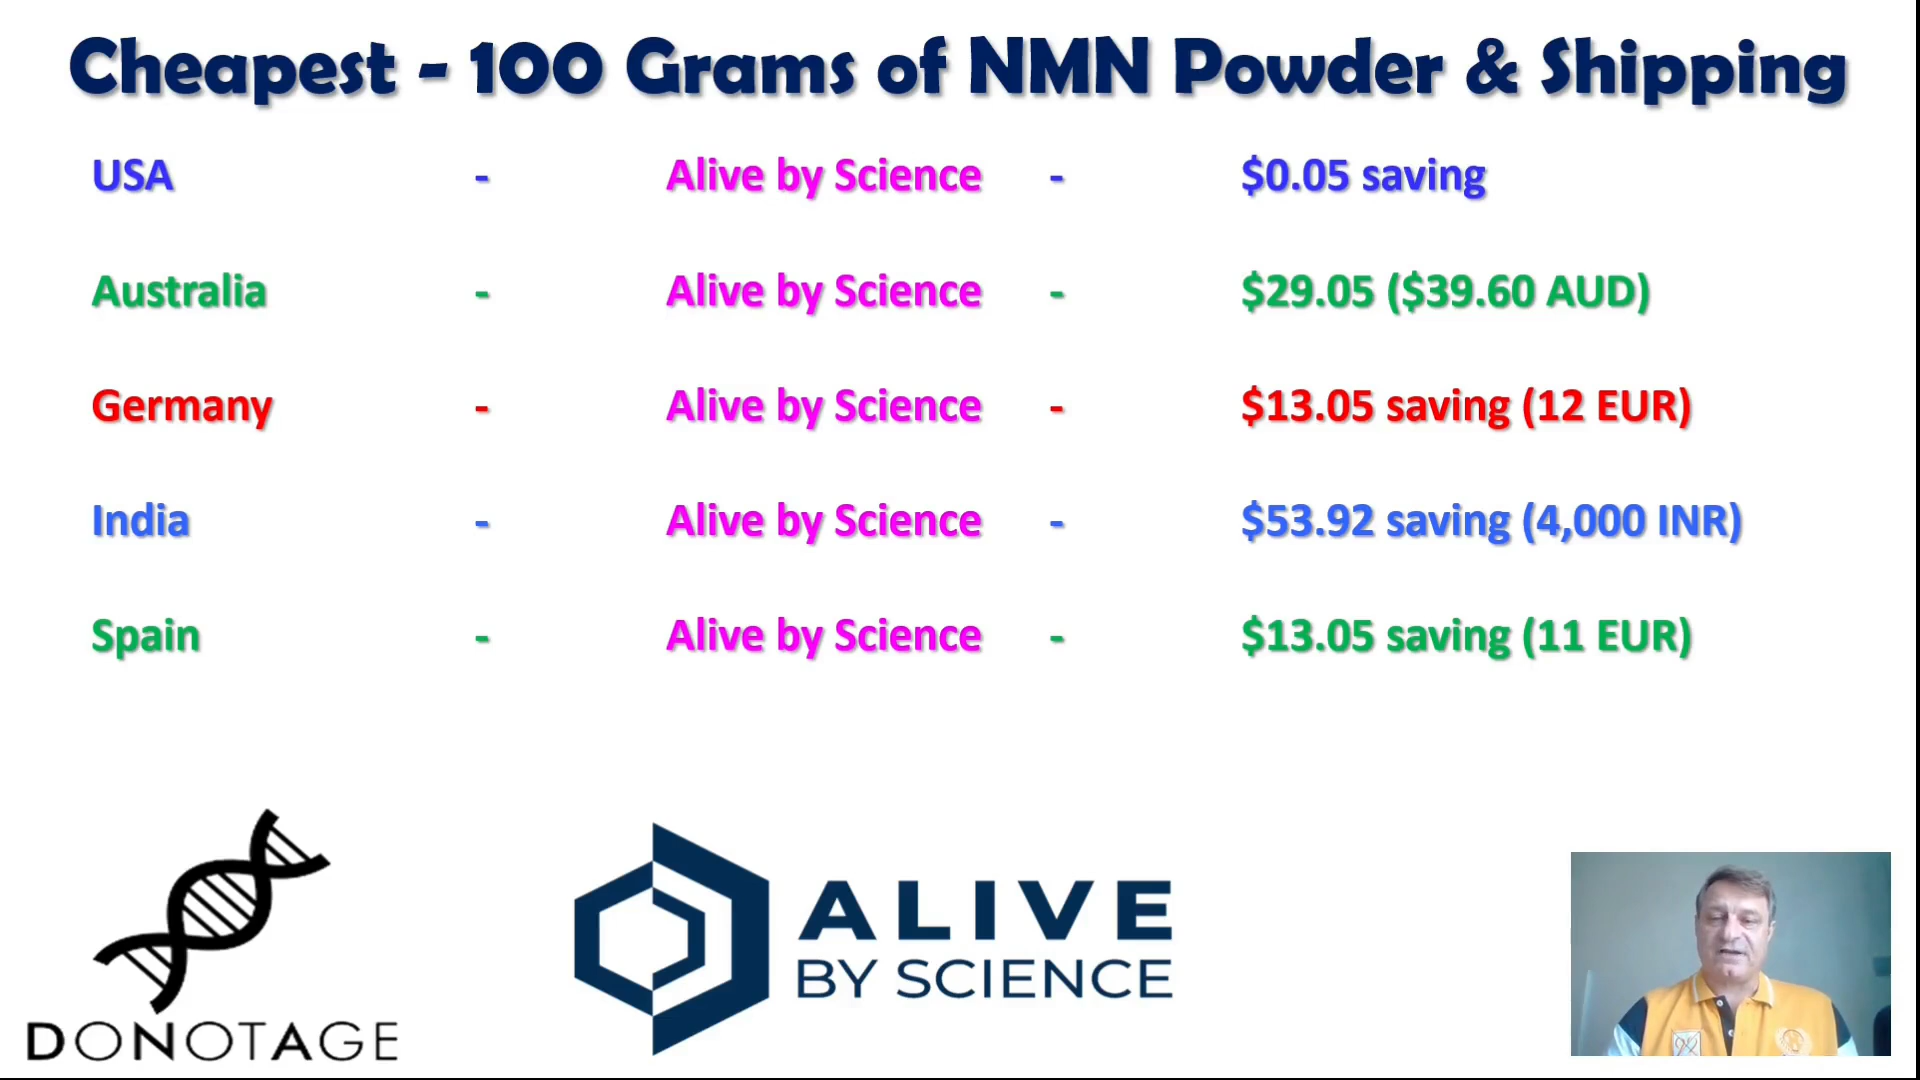 Cheapest - 100 Grams of NMN Powder & Shipping
USA - Alive by Science - $0.05 saving
Australia - Alive by Science - $29.05 ($39.60 AUD)
Germany - Alive by Science - $13.05 saving (12 EUR)
India - Alive by Science - $53.92 saving (4,000 INR)
Spain - Alive by Science - $13.05 saving (11 EUR)
DONOTAGE
ALIVE
BY SCIENCE